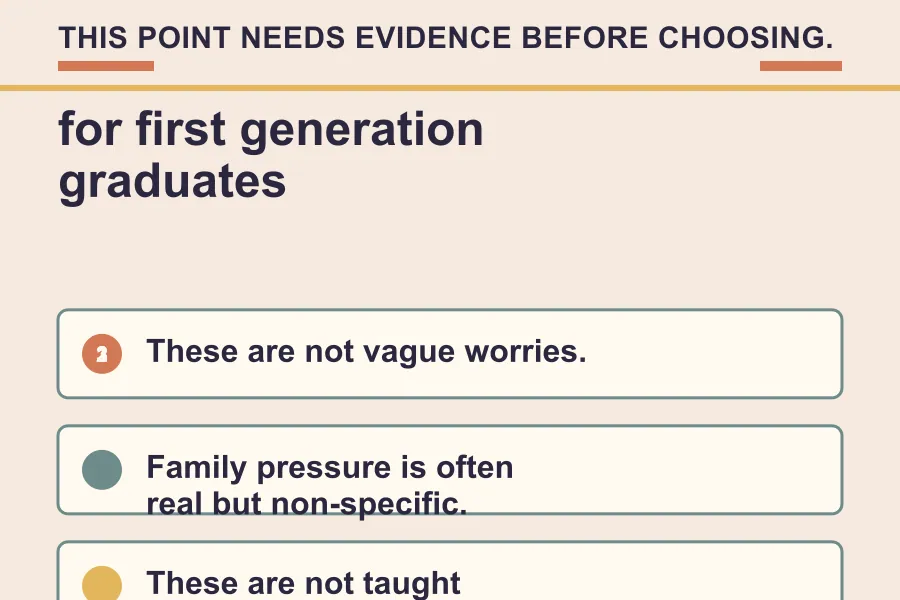 THIS POINT NEEDS EVIDENCE BEFORE CHOOSING.
for first generation
graduates
These are not vague worries.
Family pressure is often
real but non-specific.
These are not taught